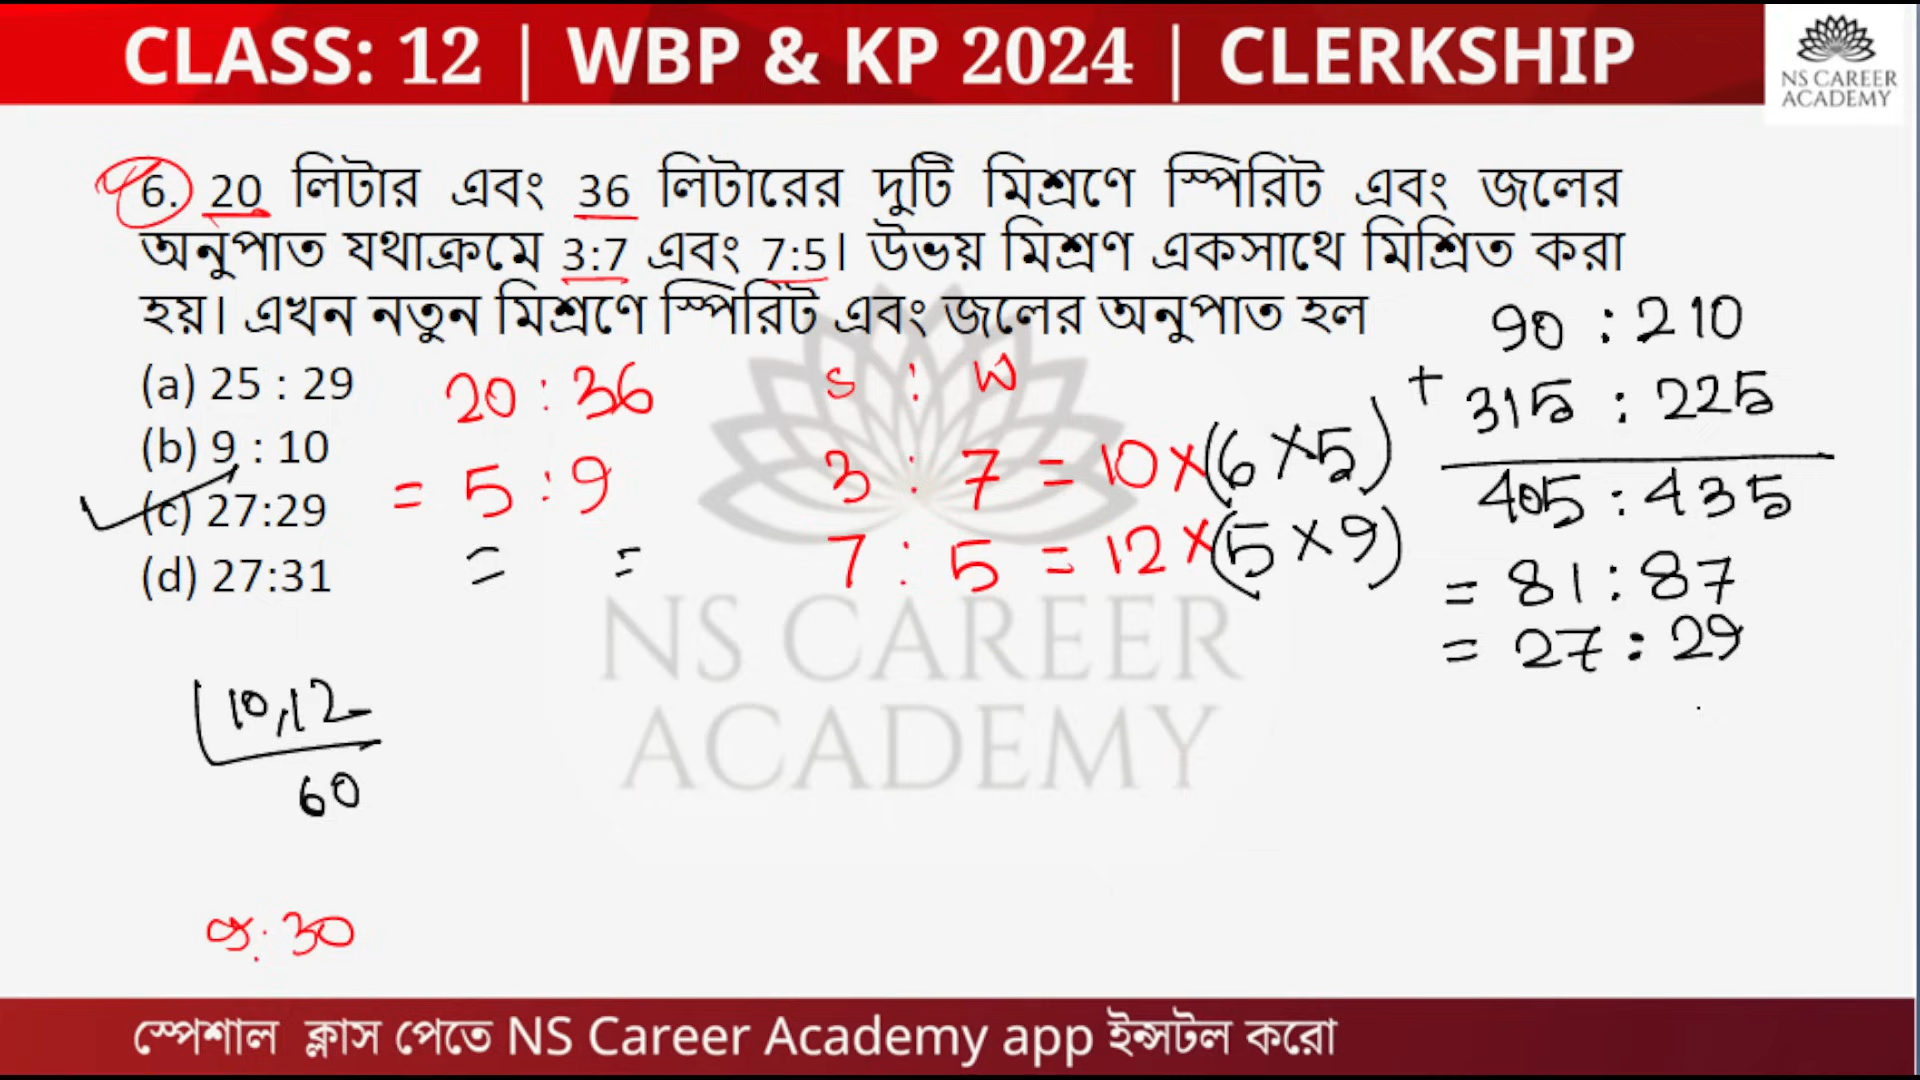 CLASS: 12 | WBP & KP 2024 | CLERKSHIP
NS CAREER
ACADEMY
6. 20 লিটার এবং 36 লিটারের দুটি মিশ্রণে স্পিরিট এবং জলের
অনুপাত যথাক্রমে 3:7 এবং 7:5। উভয় মিশ্রণ একসাথে মিশ্রিত করা
হয়। এখন নতুন মিশ্রণে স্পিরিট এবং জলের অনুপাত হল
(a) 25 : 29
(b) 9 : 10
(c) 27:29
(d) 27:31
20 : 36
= 5 : 9
= =
S : W
3 : 7 = 10 × (6 × 5)
7 : 5 = 12 × (5 × 9)
90 : 210
+ 315 : 225
405 : 435
= 81 : 87
= 27 : 29
10, 12
60
: 30
NS CAREER
ACADEMY
স্পেশাল ক্লাস পেতে NS Career Academy app ইন্সটল করো